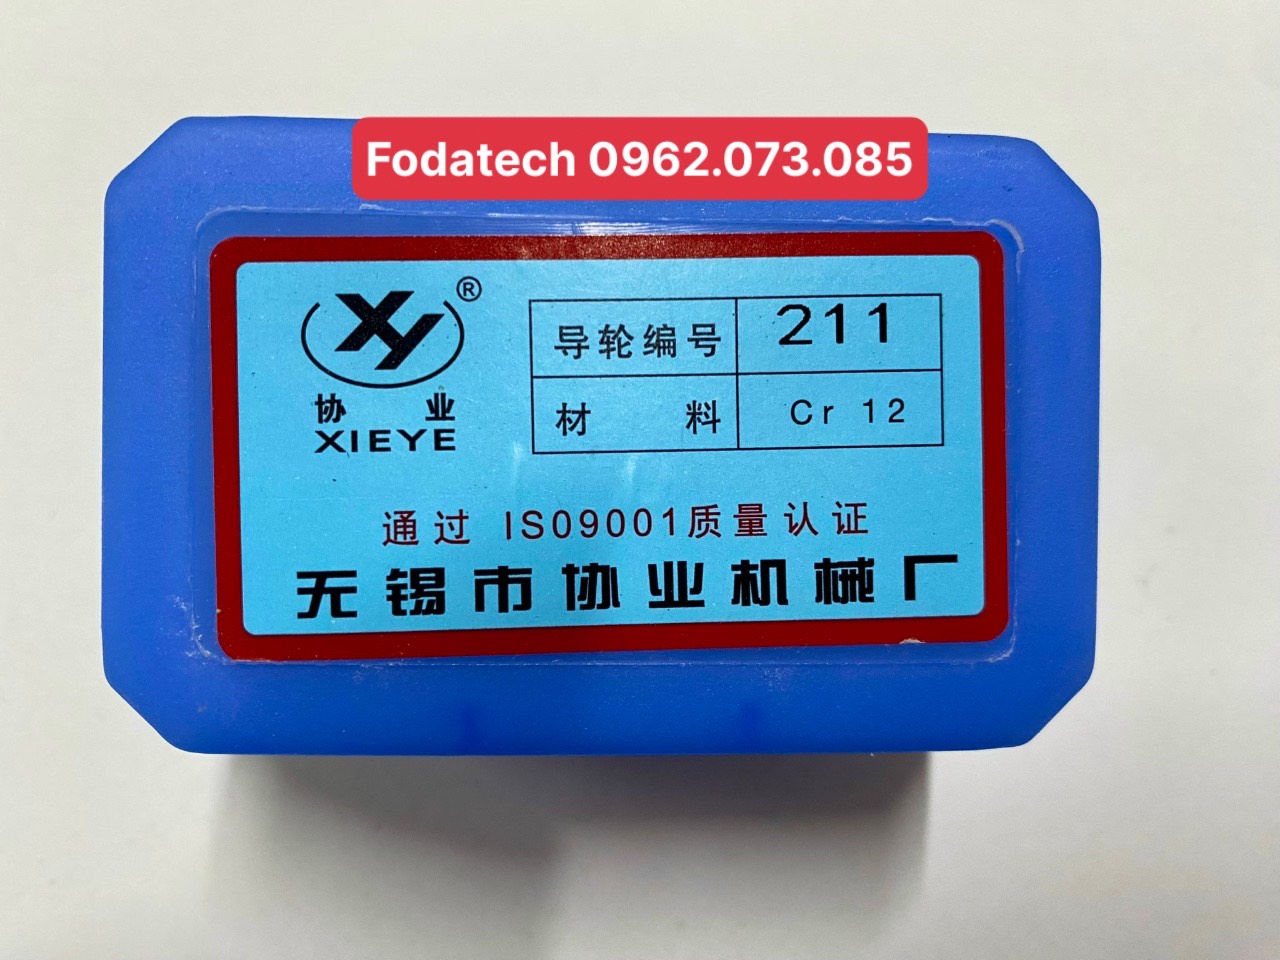 Fodatech 0962.073.085
XY®
协业
XIEYE
导轮编号 211
材料 Cr 12
通过 ISO9001质量认证
无锡市协业机械厂